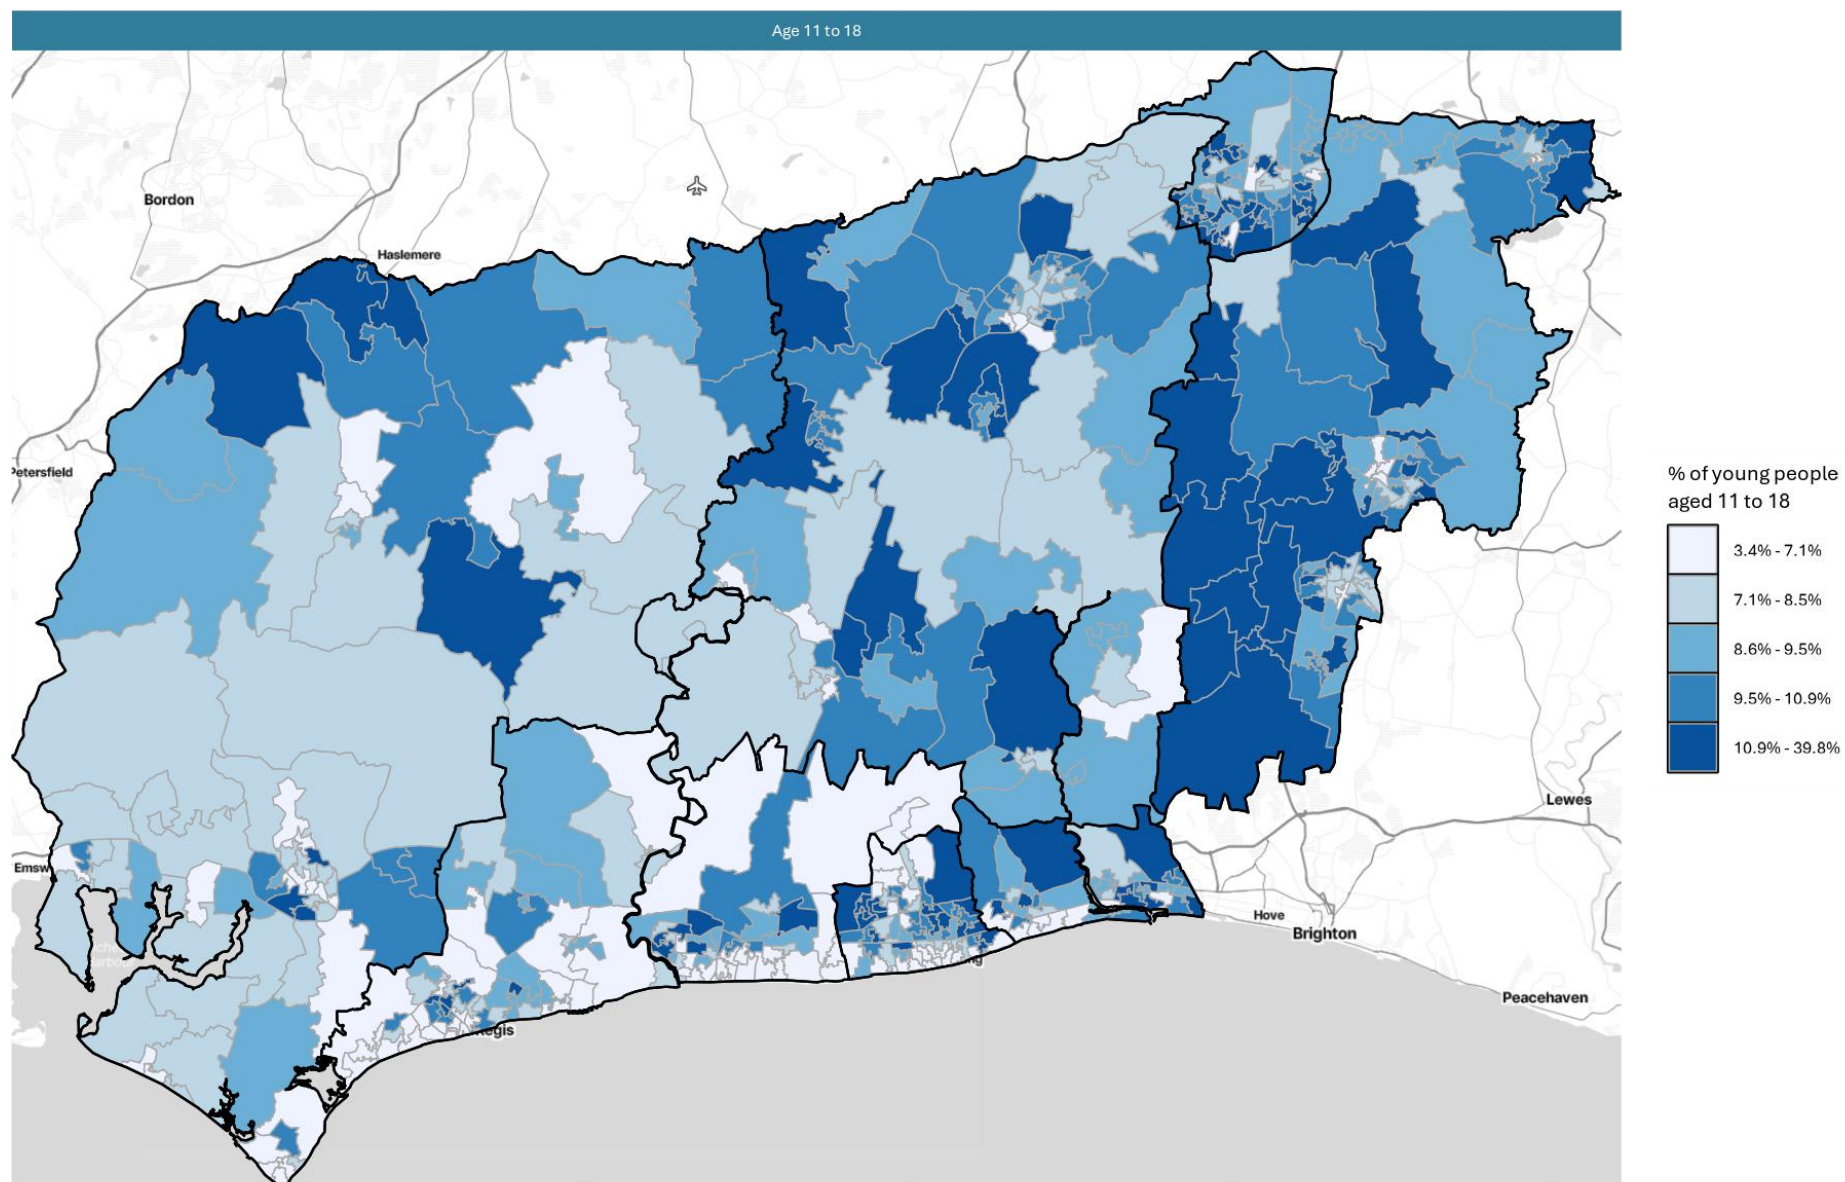 Age 11 to 18
Bordon
Haslemere
Petersfield
Emsw
egis
Hove
Brighton
Lewes
Peacehaven
% of young people
aged 11 to 18
3.4% - 7.1%
7.1% - 8.5%
8.6% - 9.5%
9.5% - 10.9%
10.9% - 39.8%